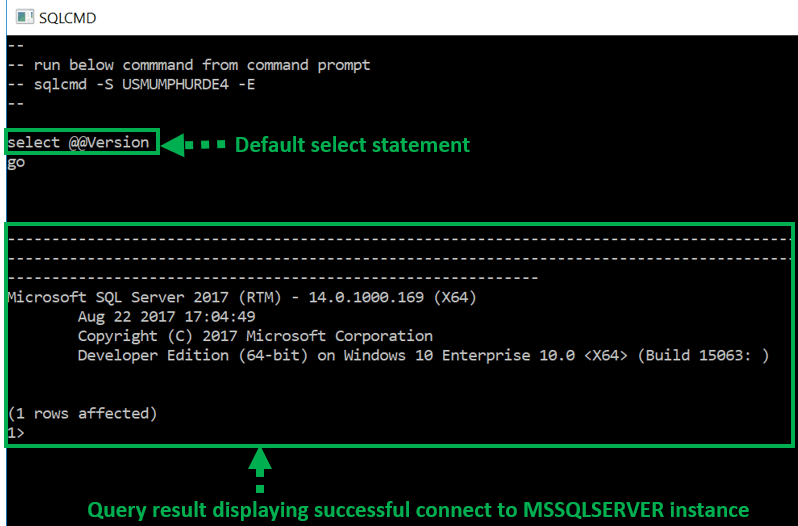 SQLCMD
--
-- run below commmand from command prompt
-- sqlcmd -S USMUMPHURDE4 -E
--
select @@Version
Default select statement
go
--------------------------------------------------------------------------------
--------------------------------------------------------------------------------
------------------------------------------------------
Microsoft SQL Server 2017 (RTM) - 14.0.1000.169 (X64)
Aug 22 2017 17:04:49
Copyright (C) 2017 Microsoft Corporation
Developer Edition (64-bit) on Windows 10 Enterprise 10.0 <X64> (Build 15063: )
(1 rows affected)
1>
Query result displaying successful connect to MSSQLSERVER instance